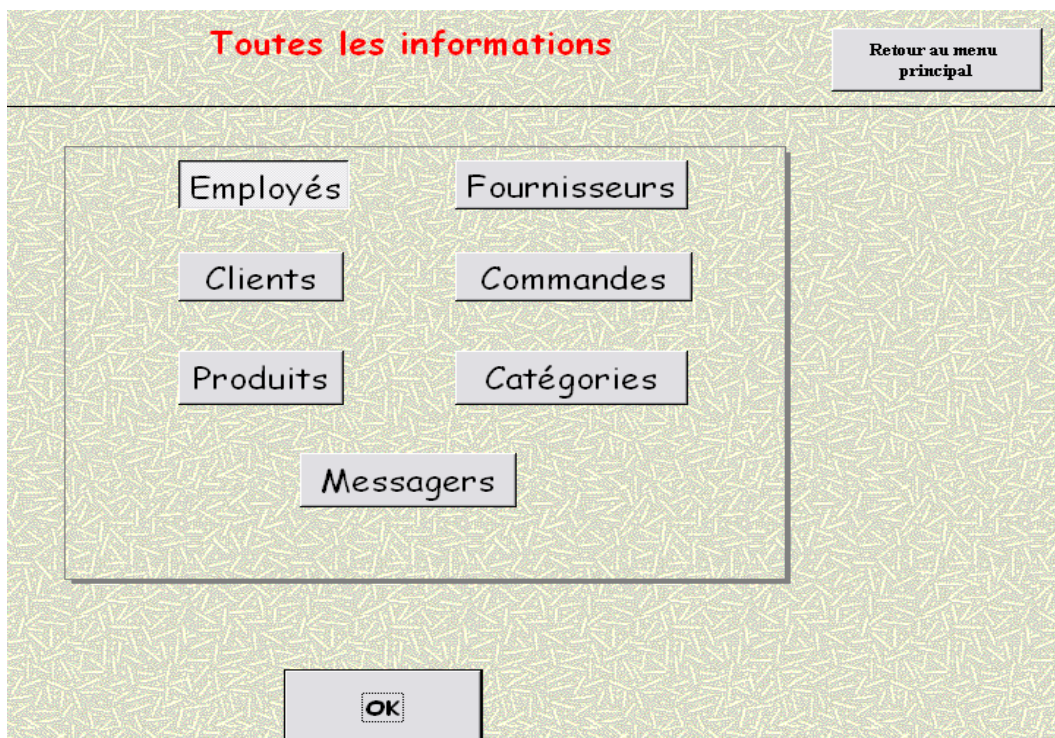 Toutes les informations
Retour au menu
principal
Employés
Fournisseurs
Clients
Commandes
Produits
Catégories
Messagers
OK